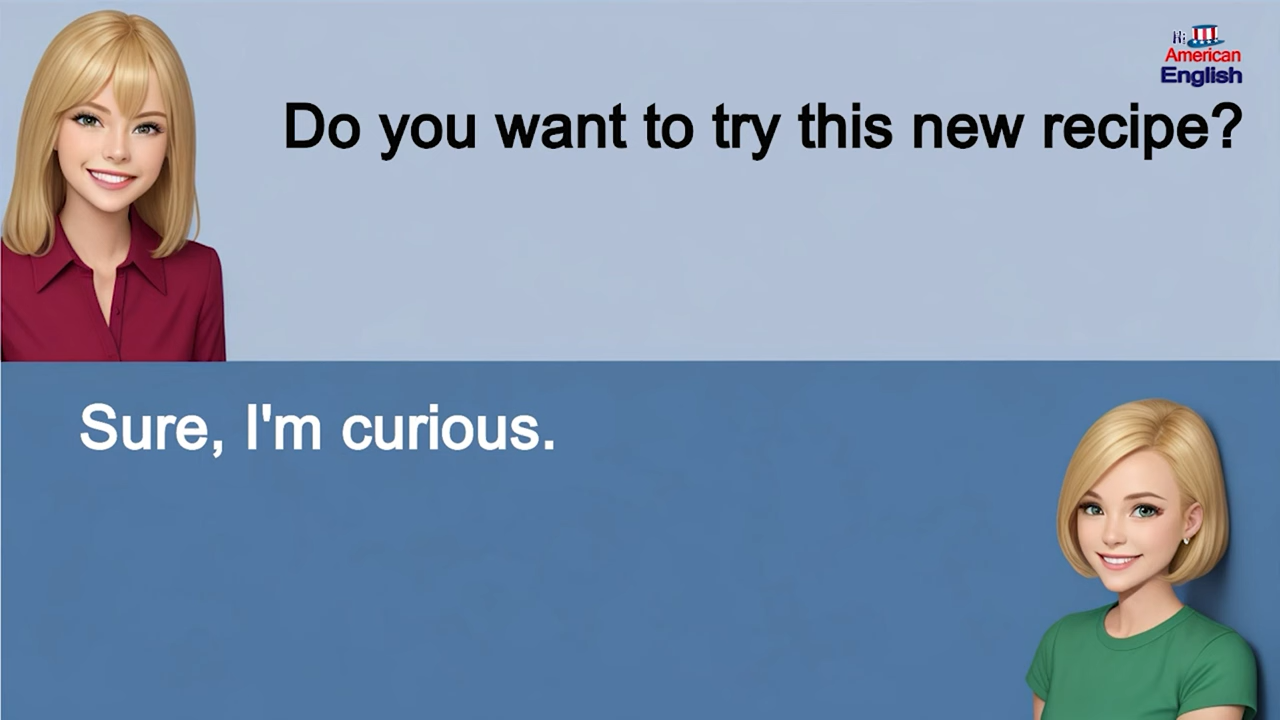 Hi
American
English
Do you want to try this new recipe?
Sure, I'm curious.